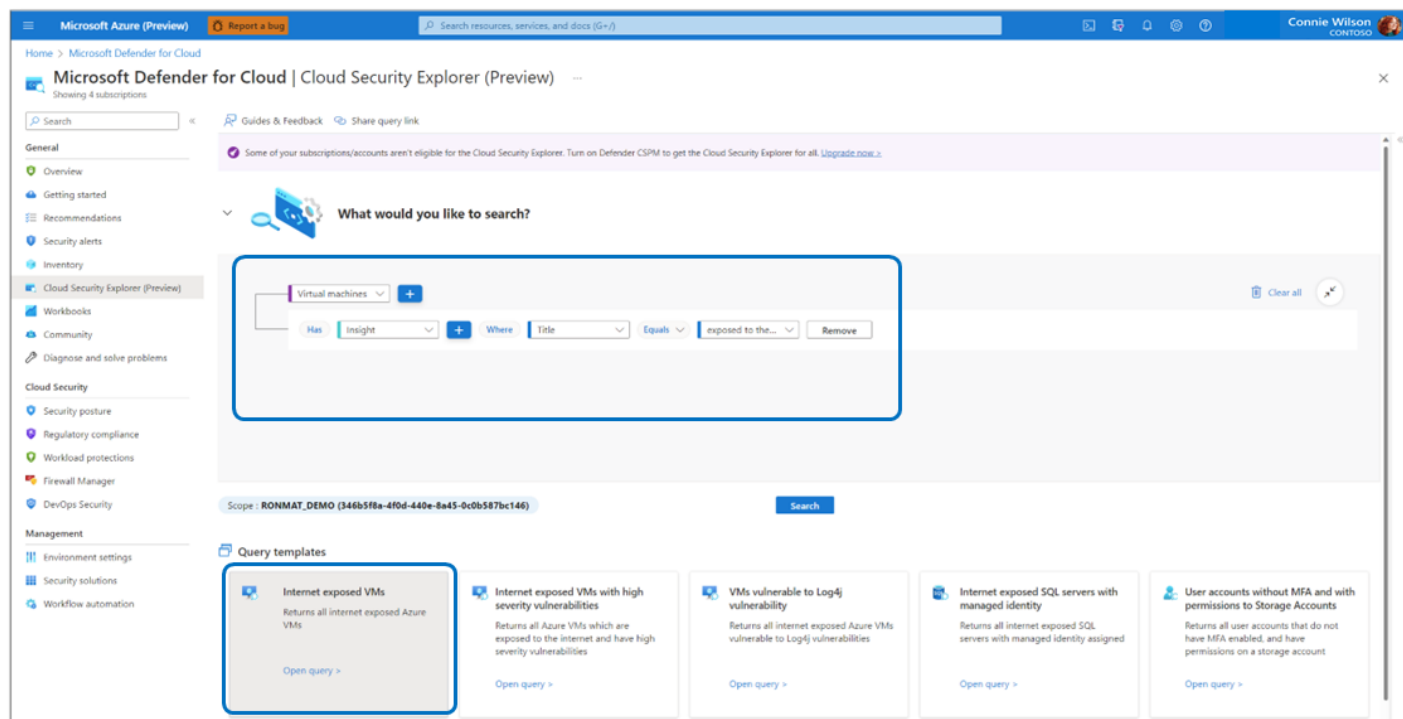 Microsoft Azure (Preview)
Report a bug
Search resources, services, and docs (G+/)
Connie Wilson
CONTOSO
Home > Microsoft Defender for Cloud
Microsoft Defender for Cloud | Cloud Security Explorer (Preview) ...
Showing 4 subscriptions
Search
«
Guides & Feedback
Share query link
General
Overview
Getting started
Recommendations
Security alerts
Inventory
Cloud Security Explorer (Preview)
Workbooks
Community
Diagnose and solve problems
Cloud Security
Security posture
Regulatory compliance
Workload protections
Firewall Manager
DevOps Security
Management
Environment settings
Security solutions
Workflow automation
Some of your subscriptions/accounts aren't eligible for the Cloud Security Explorer. Turn on Defender CSPM to get the Cloud Security Explorer for all. Upgrade now >
What would you like to search?
Virtual machines
+
Clear all
Has Insight + Where Title Equals exposed to the... Remove
Scope : RONMAT_DEMO (346b5f8a-4f0d-440e-8a45-0c0b587bc146)
Search
Query templates
Internet exposed VMs
Returns all internet exposed Azure
VMs
Open query >
Internet exposed VMs with high
severity vulnerabilities
Returns all Azure VMs which are
exposed to the internet and have high
severity vulnerabilities
Open query >
VMs vulnerable to Log4j
vulnerability
Returns all internet exposed Azure VMs
vulnerable to Log4j vulnerabilities
Open query >
Internet exposed SQL servers with
managed identity
Returns all internet exposed SQL
servers with managed identity assigned
Open query >
User accounts without MFA and with
permissions to Storage Accounts
Returns all user accounts that do not
have MFA enabled, and have
permissions on a storage account
Open query >